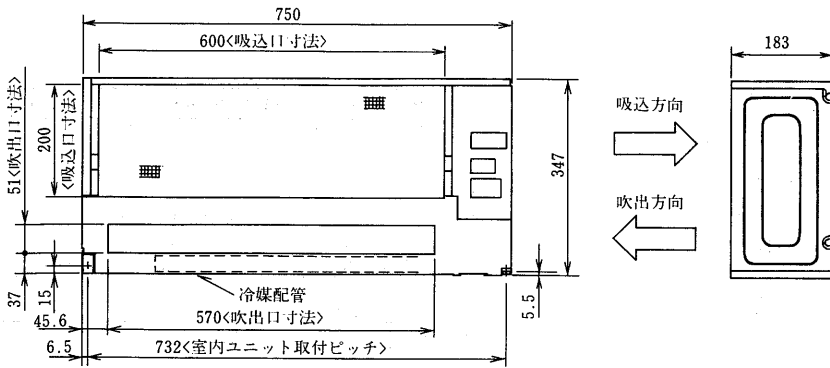 750
600<吸込口寸法>
183
51<吹出口寸法>
200
<吸込口寸法>
347
吸込方向
吹出方向
37
15
冷媒配管
5.5
45.6
570<吹出口寸法>
6.5
732<室内ユニット取付ピッチ>